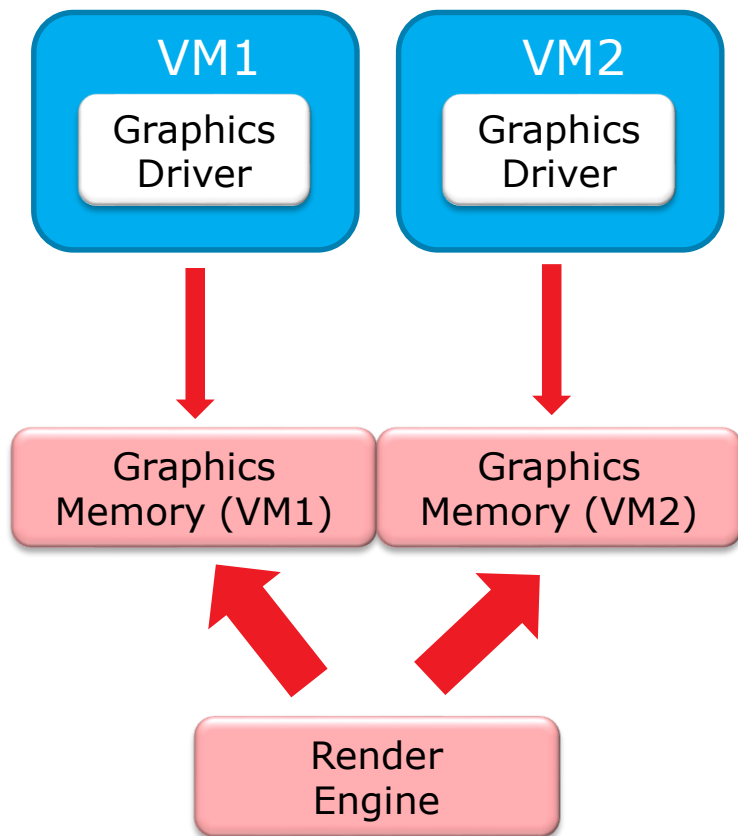 VM1
Graphics
Driver
VM2
Graphics
Driver
Graphics
Memory (VM1)
Graphics
Memory (VM2)
Render
Engine